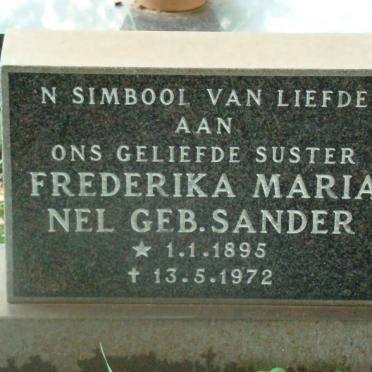 'N SIMBOOL VAN LIEFDE
AAN
ONS GELIEFDE SUSTER
FREDERIKA MARIA
NEL GEB. SANDER
★ 1.1.1895
✝ 13.5.1972